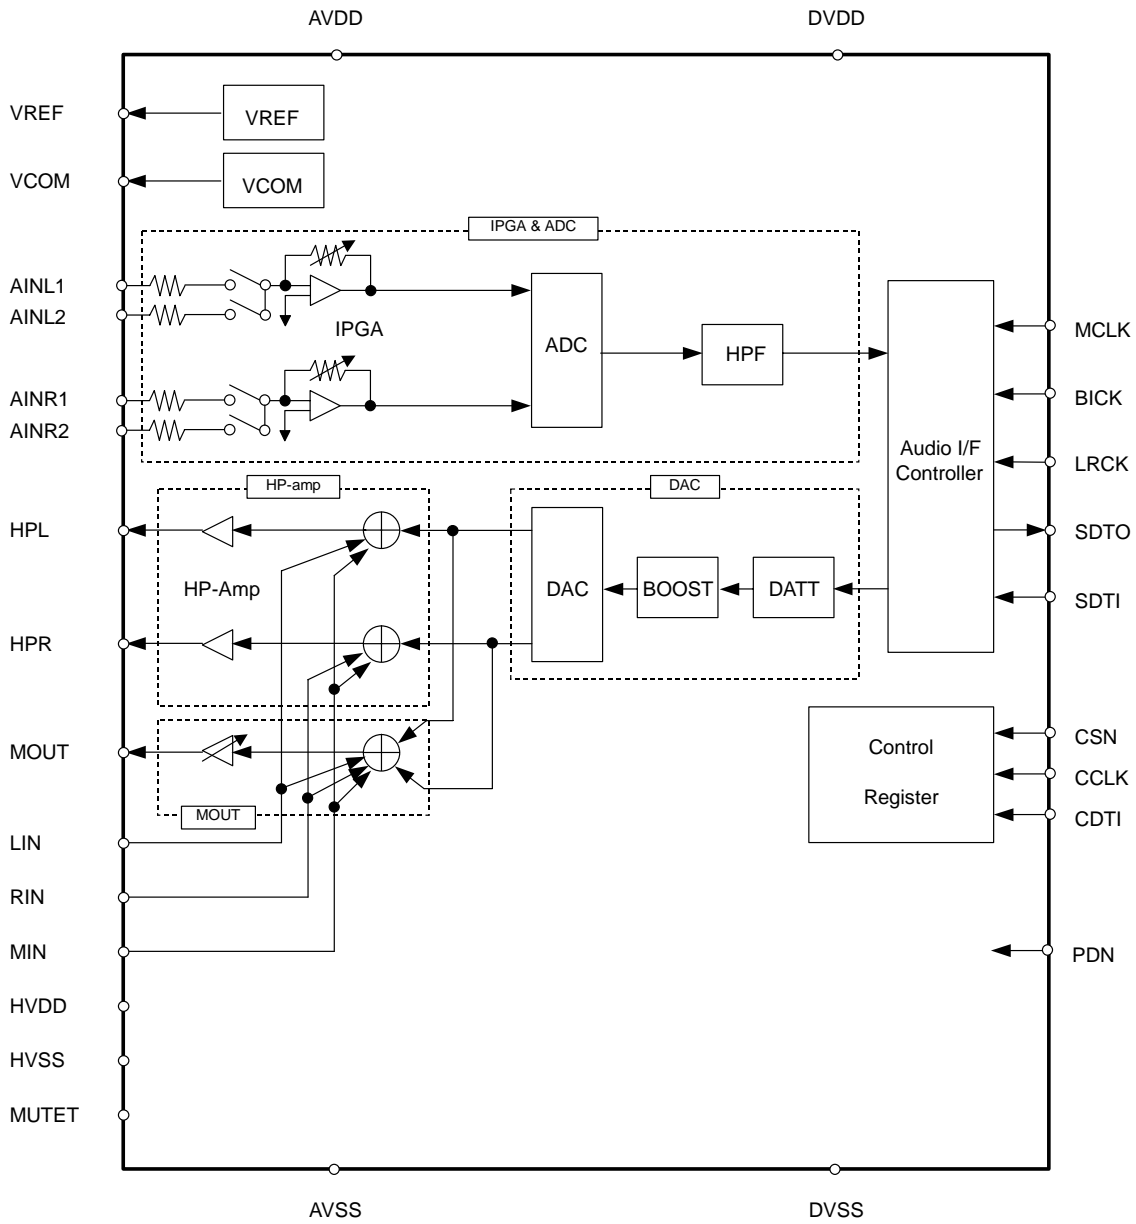 AVDD DVDD
VREF VREF
VCOM VCOM
IPGA & ADC
AINL1
AINL2
IPGA
ADC
HPF
MCLK
AINR1
AINR2
BICK
Audio I/F
Controller
LRCK
HP-amp
DAC
HPL
SDTO
HP-Amp
DAC
BOOST
DATT
SDTI
HPR
MOUT
Control
Register
CSN
CCLK
CDTI
MOUT
LIN
RIN
MIN
PDN
HVDD
HVSS
MUTET
AVSS DVSS